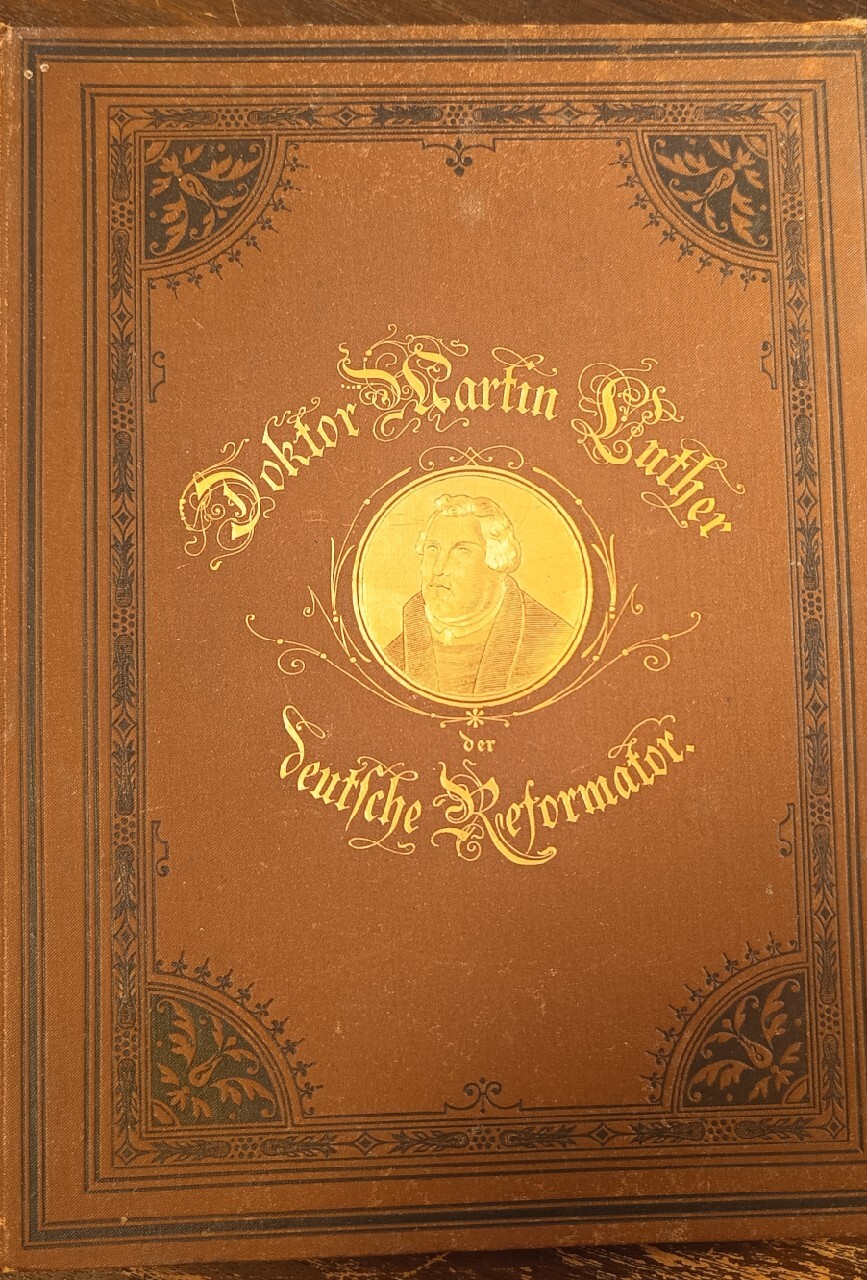 Doktor Martin Luther
der
deutsche Reformator.